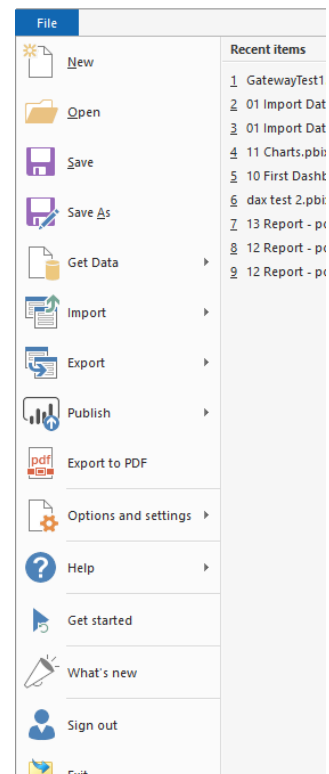 File
New
Open
Save
Save As
Get Data
Import
Export
Publish
pdf
Export to PDF
Options and settings
?
Help
Get started
What's new
Sign out
Exit
Recent items
1 GatewayTest1
2 01 Import Dat
3 01 Import Dat
4 11 Charts.pbix
5 10 First Dashb
6 dax test 2.pbi
7 13 Report - po
8 12 Report - po
9 12 Report - po